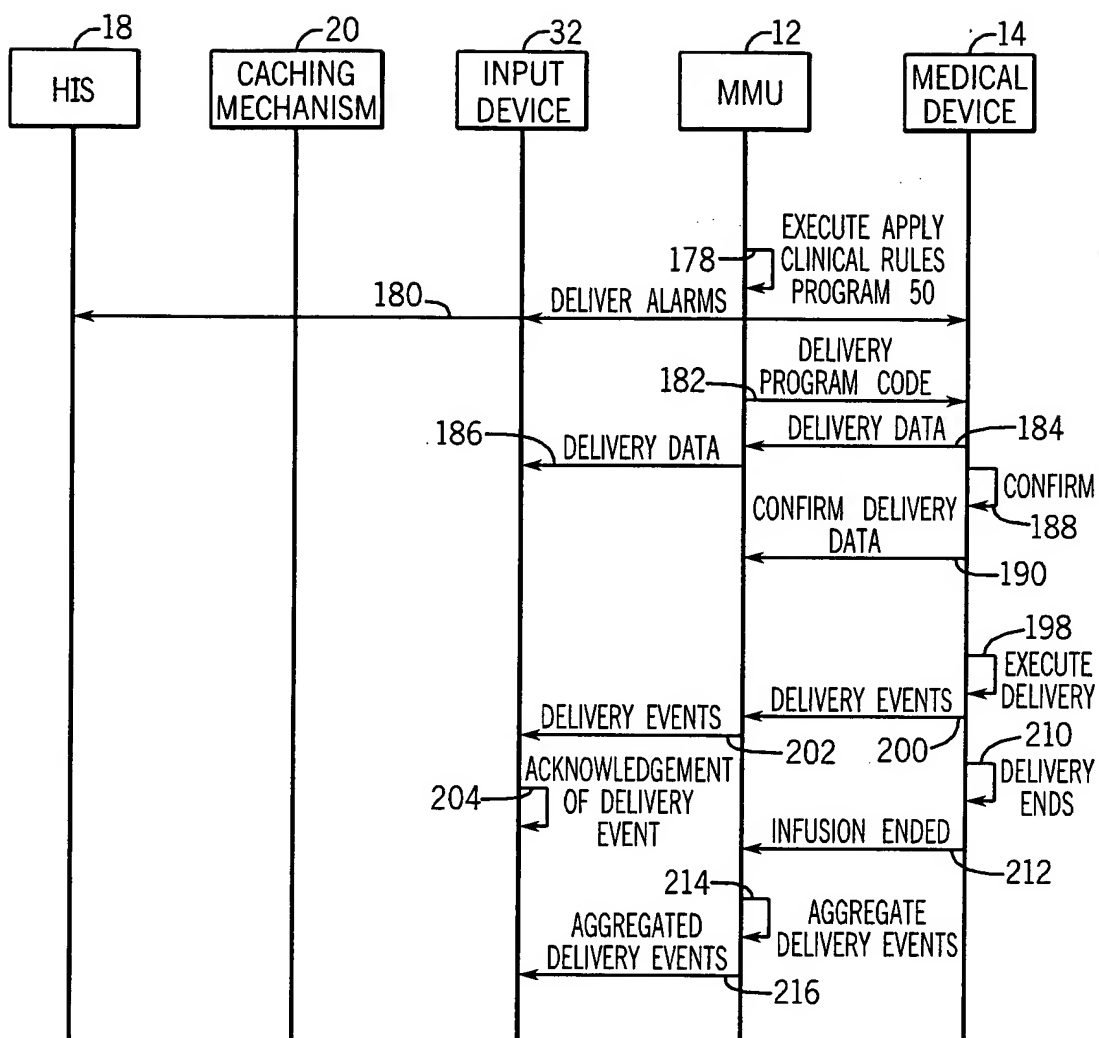 18
20
32
12
14
HIS
CACHING
MECHANISM
INPUT
DEVICE
MMU
MEDICAL
DEVICE
178
EXECUTE APPLY
CLINICAL RULES
PROGRAM 50
180
DELIVER ALARMS
DELIVERY
PROGRAM CODE
182
186
DELIVERY DATA
DELIVERY DATA
184
CONFIRM
188
CONFIRM DELIVERY
DATA
190
198
EXECUTE
DELIVERY
DELIVERY EVENTS
200
DELIVERY EVENTS
202
210
DELIVERY
ENDS
204
ACKNOWLEDGEMENT
OF DELIVERY
EVENT
INFUSION ENDED
212
214
AGGREGATE
DELIVERY EVENTS
AGGREGATED
DELIVERY EVENTS
216